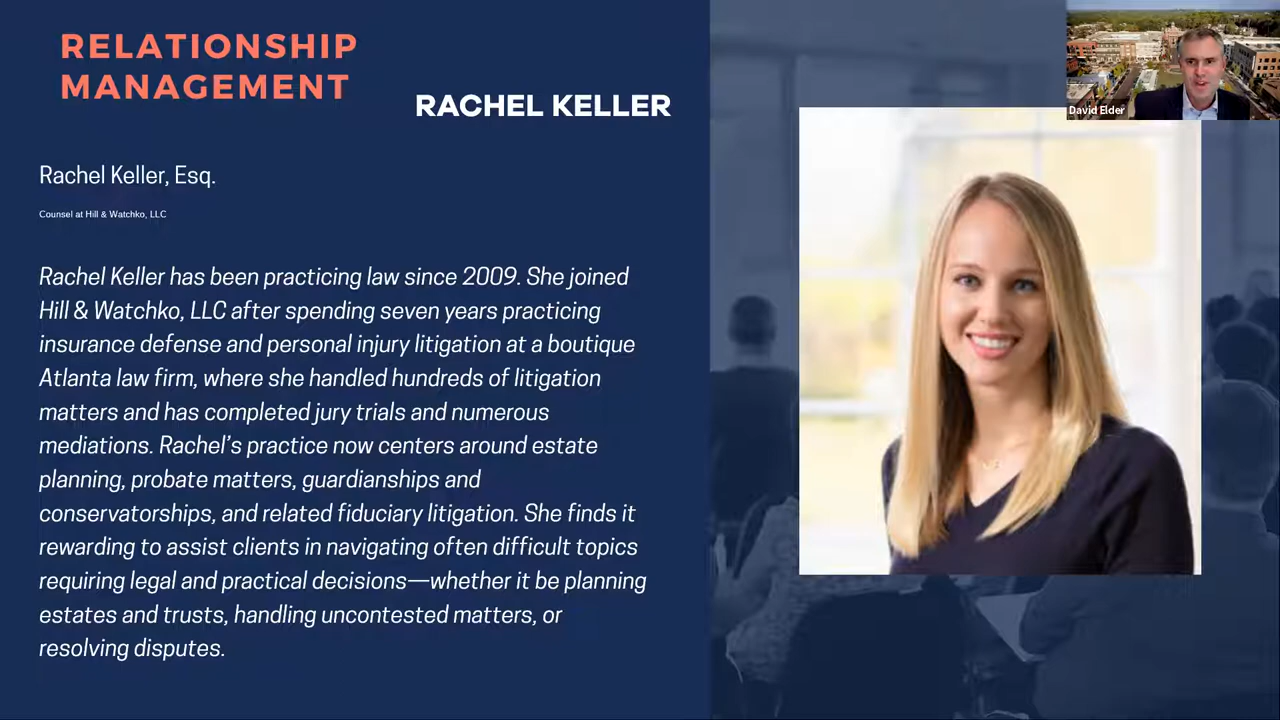 RELATIONSHIP
MANAGEMENT
RACHEL KELLER
David Elder
Rachel Keller, Esq.
Counsel at Hill & Watchko, LLC
Rachel Keller has been practicing law since 2009. She joined
Hill & Watchko, LLC after spending seven years practicing
insurance defense and personal injury litigation at a boutique
Atlanta law firm, where she handled hundreds of litigation
matters and has completed jury trials and numerous
mediations. Rachel’s practice now centers around estate
planning, probate matters, guardianships and
conservatorships, and related fiduciary litigation. She finds it
rewarding to assist clients in navigating often difficult topics
requiring legal and practical decisions—whether it be planning
estates and trusts, handling uncontested matters, or
resolving disputes.